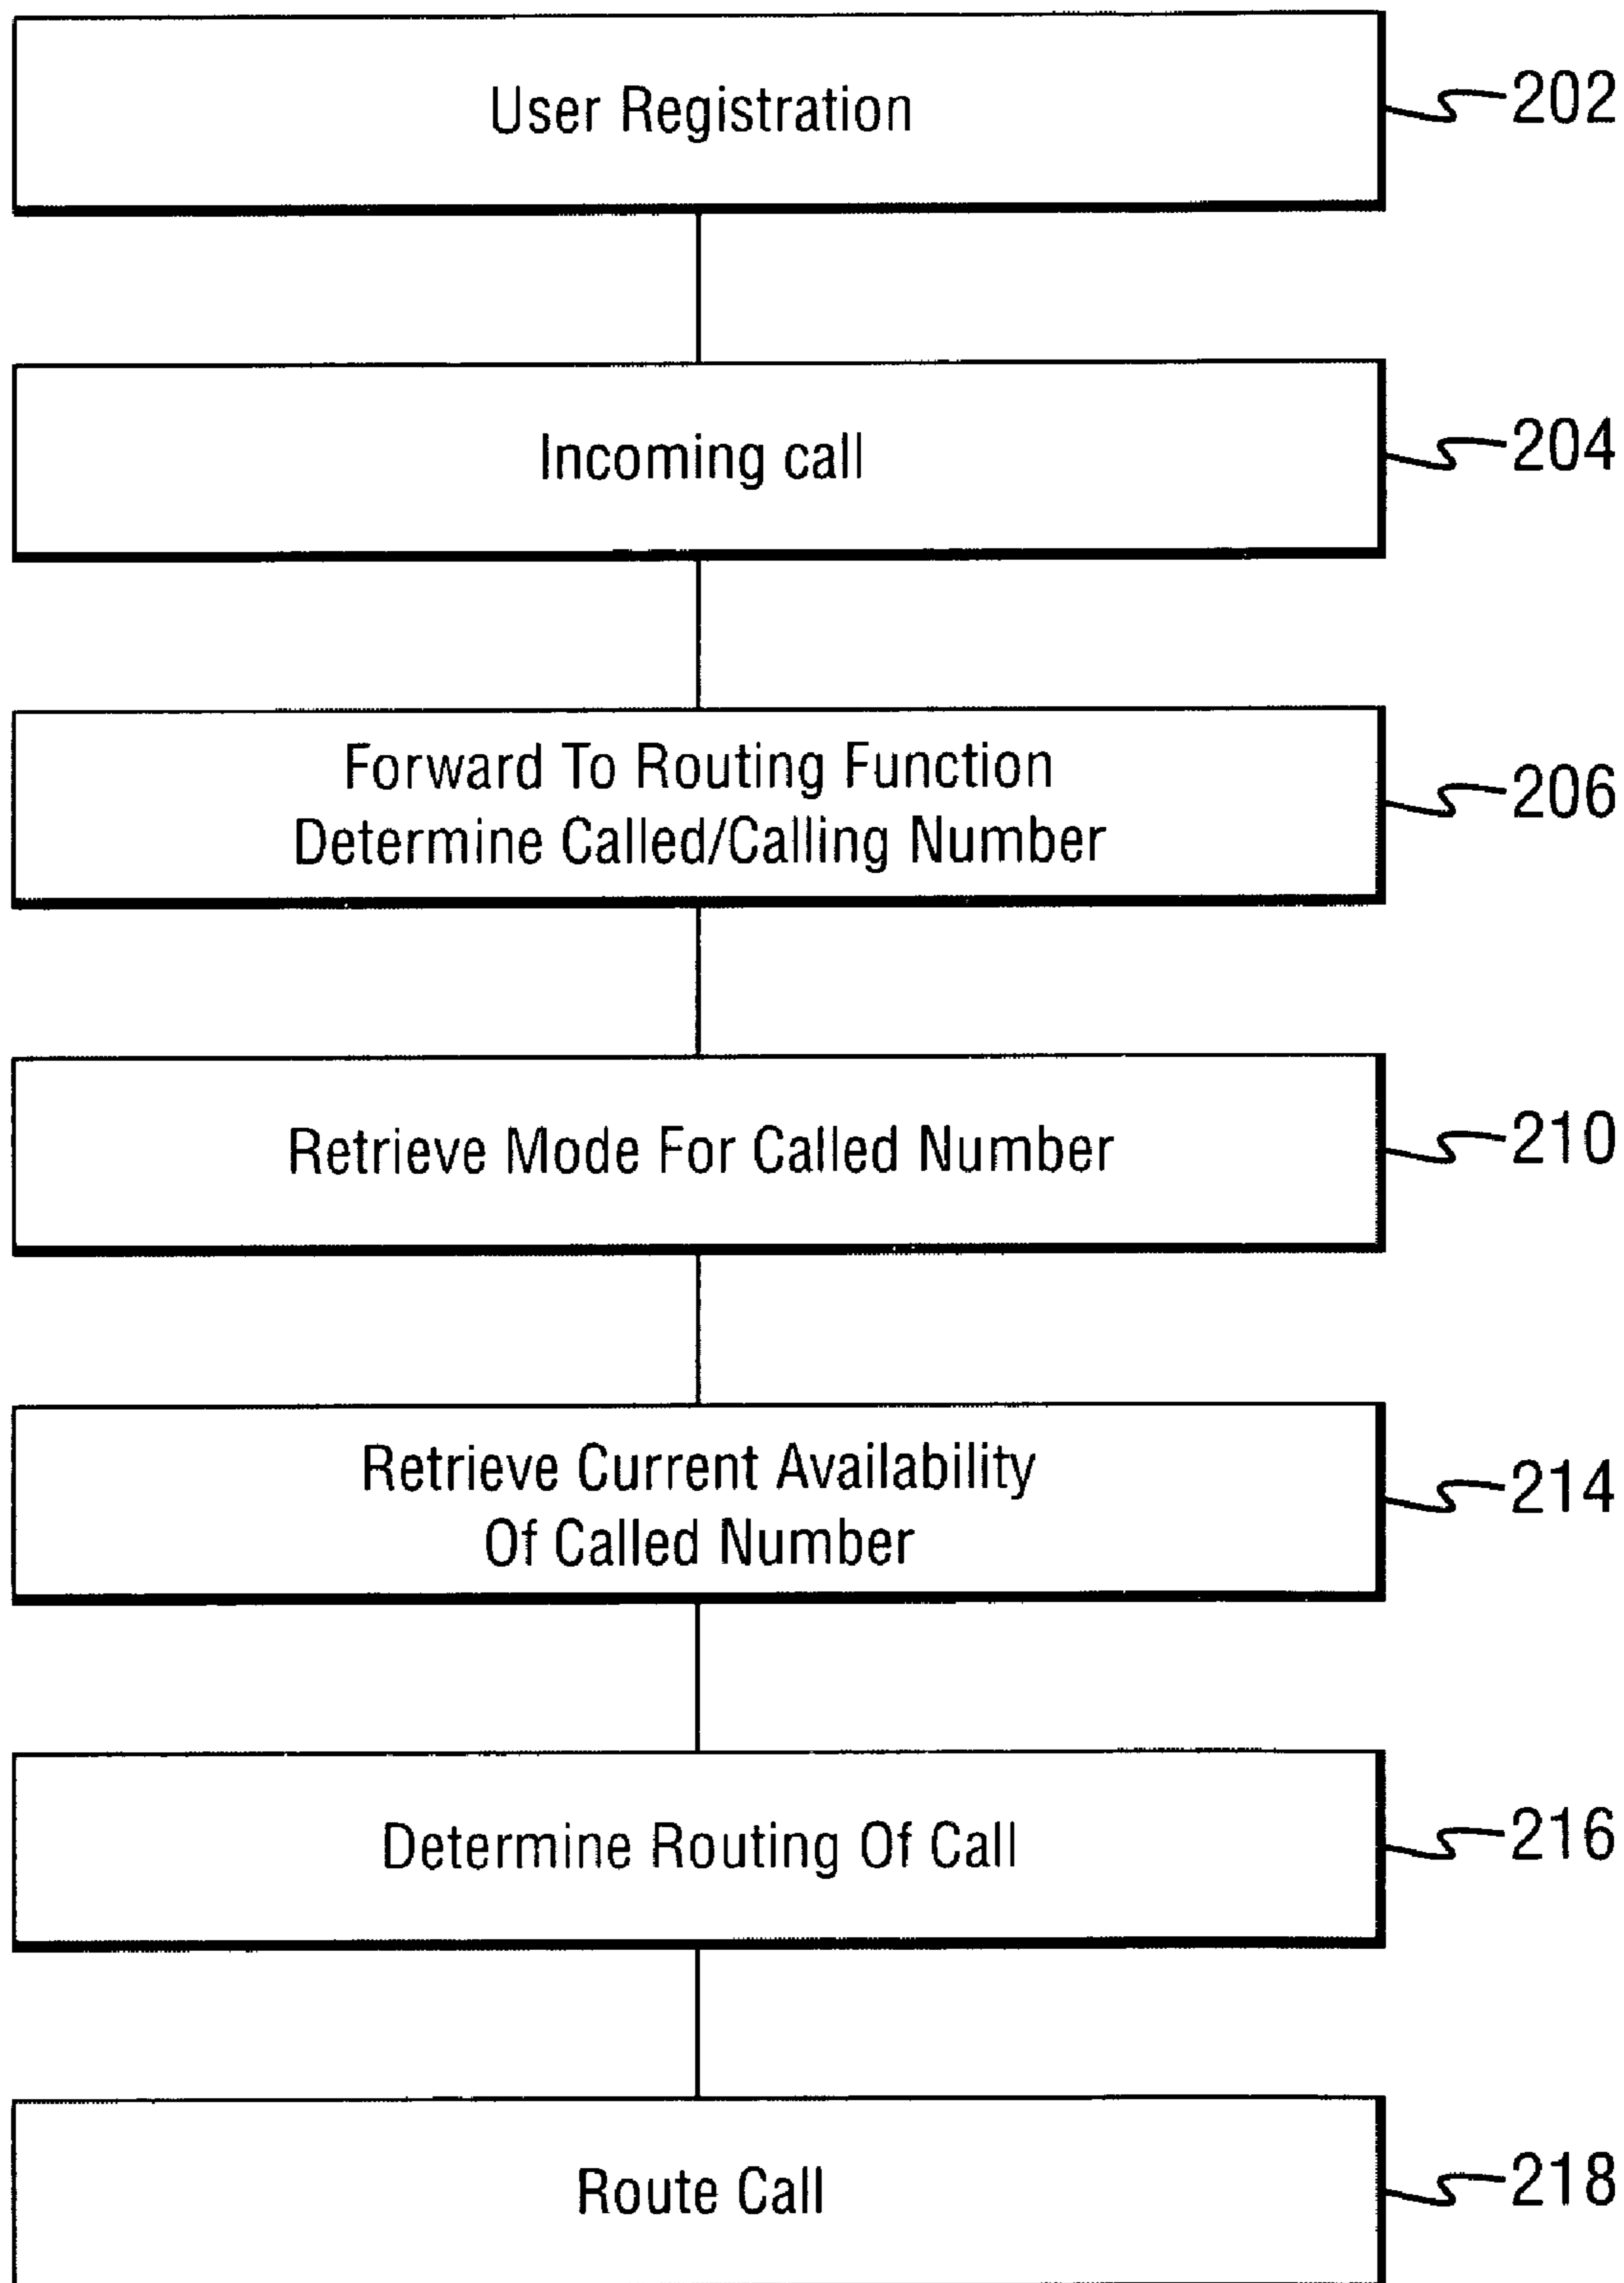 User Registration
202
Incoming call
204
Forward To Routing Function
Determine Called/Calling Number
206
Retrieve Mode For Called Number
210
Retrieve Current Availability
Of Called Number
214
Determine Routing Of Call
216
Route Call
218